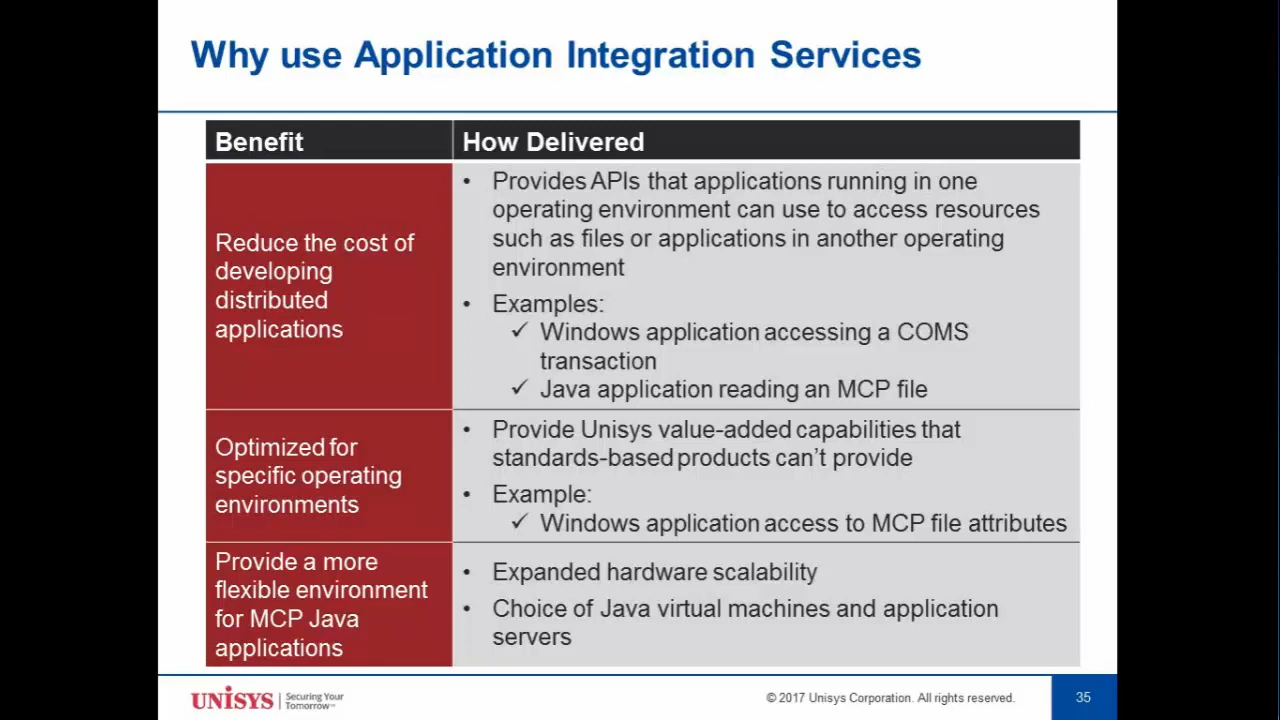 Why use Application Integration Services
Benefit
How Delivered
Reduce the cost of
developing
distributed
applications
• Provides APIs that applications running in one
operating environment can use to access resources
such as files or applications in another operating
environment
• Examples:
✓ Windows application accessing a COMS
transaction
✓ Java application reading an MCP file
Optimized for
specific operating
environments
• Provide Unisys value-added capabilities that
standards-based products can’t provide
• Example:
✓ Windows application access to MCP file attributes
Provide a more
flexible environment
for MCP Java
applications
• Expanded hardware scalability
• Choice of Java virtual machines and application
servers
UNISYS
Securing Your
Tomorrow™
© 2017 Unisys Corporation. All rights reserved.
35